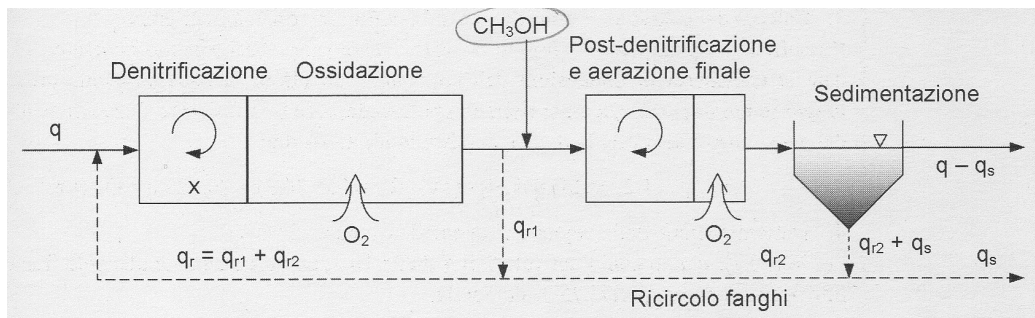 CH₃OH
Post-denitrificazione
e aerazione finale
Denitrificazione
Ossidazione
Sedimentazione
q
x
O₂
O₂
q – qₛ
qᵣ₁
qᵣ = qᵣ₁ + qᵣ₂
qᵣ₂
qᵣ₂ + qₛ
qₛ
Ricircolo fanghi